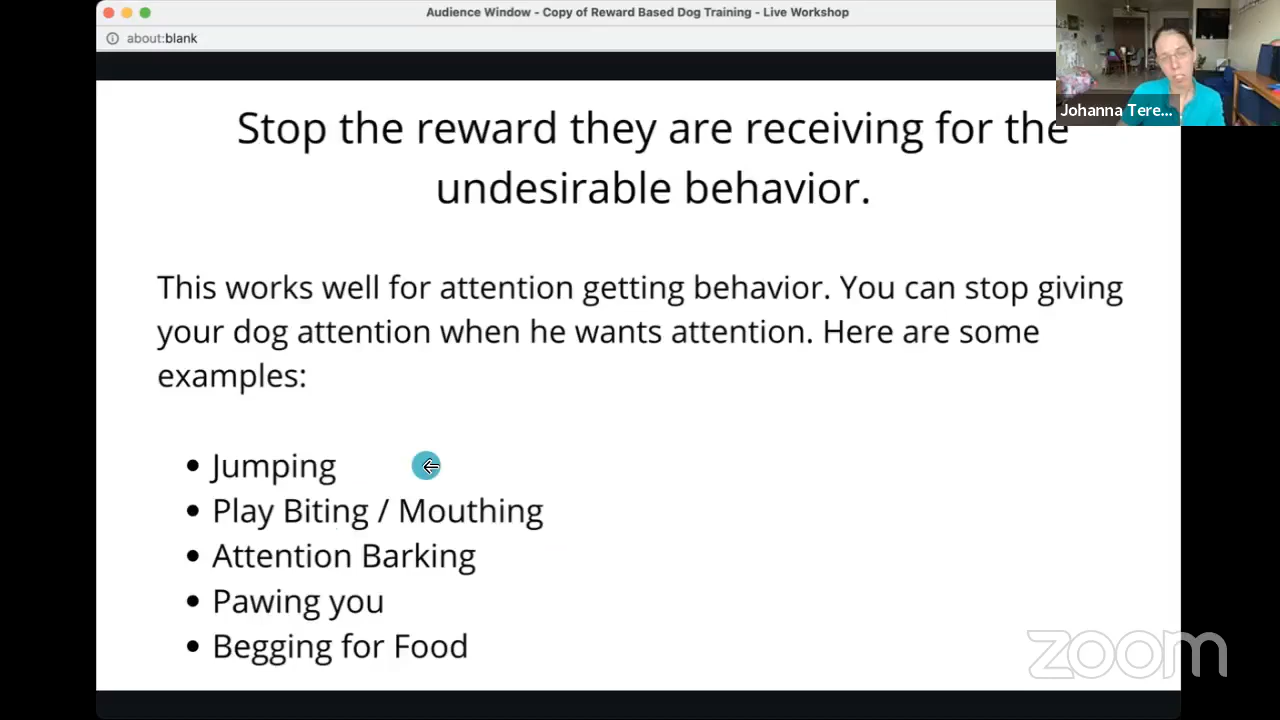 Audience Window - Copy of Reward Based Dog Training - Live Workshop
about:blank
Johanna Tere...
Stop the reward they are receiving for the
undesirable behavior.
This works well for attention getting behavior. You can stop giving
your dog attention when he wants attention. Here are some
examples:
• Jumping
• Play Biting / Mouthing
• Attention Barking
• Pawing you
• Begging for Food
zoom